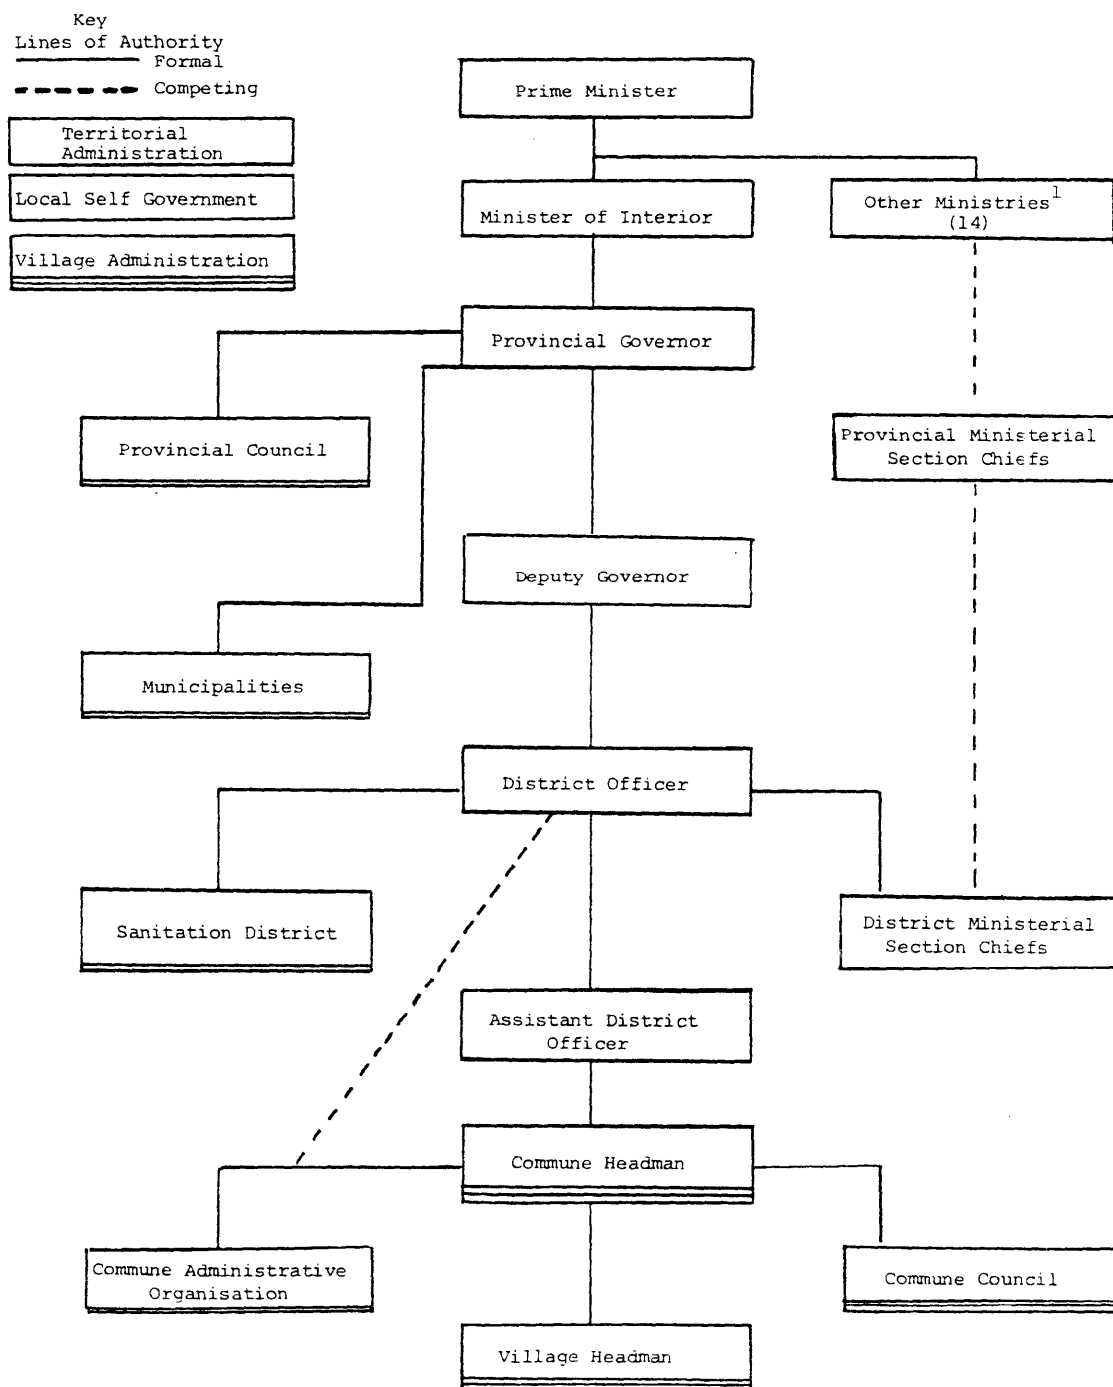 Key
Lines of Authority
Formal
Competing
Territorial
Administration
Local Self Government
Village Administration
Prime Minister
Minister of Interior
Other Ministries1
(14)
Provincial Governor
Provincial Council
Provincial Ministerial
Section Chiefs
Deputy Governor
Municipalities
District Officer
Sanitation District
District Ministerial
Section Chiefs
Assistant District
Officer
Commune Headman
Commune Administrative
Organisation
Commune Council
Village Headman